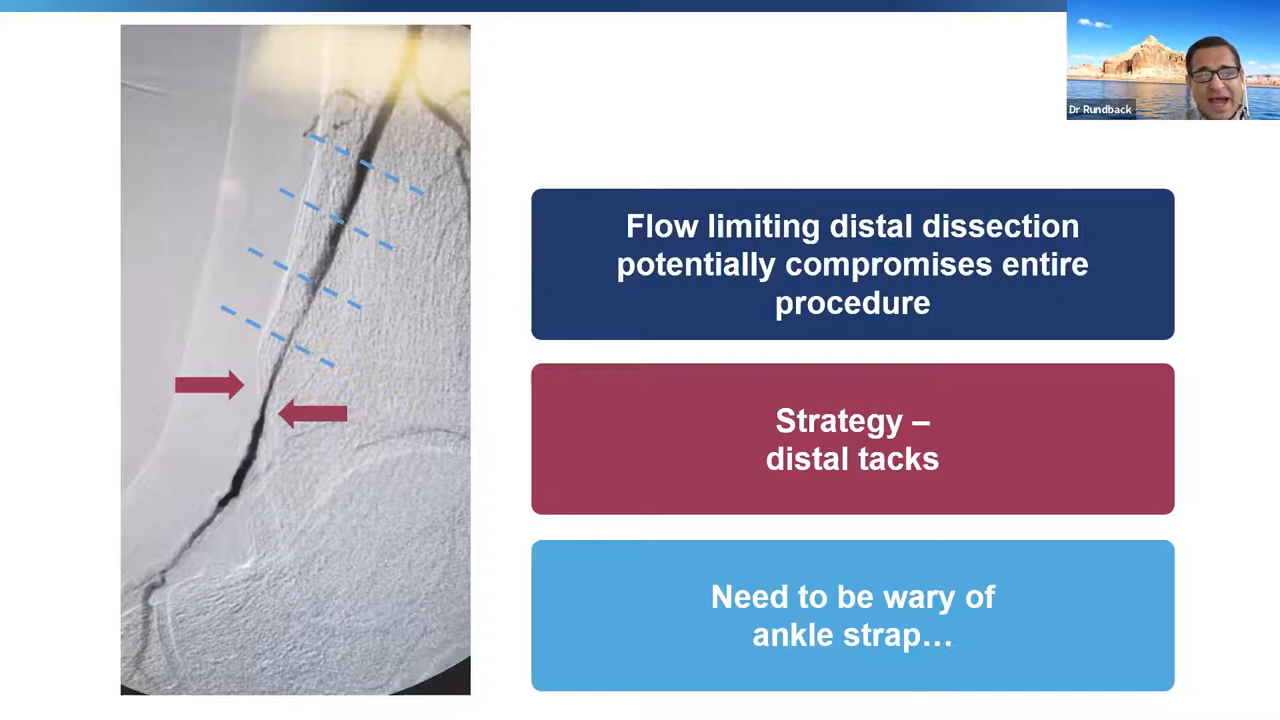 Dr Rundback
Flow limiting distal dissection
potentially compromises entire
procedure
Strategy –
distal tacks
Need to be wary of
ankle strap…